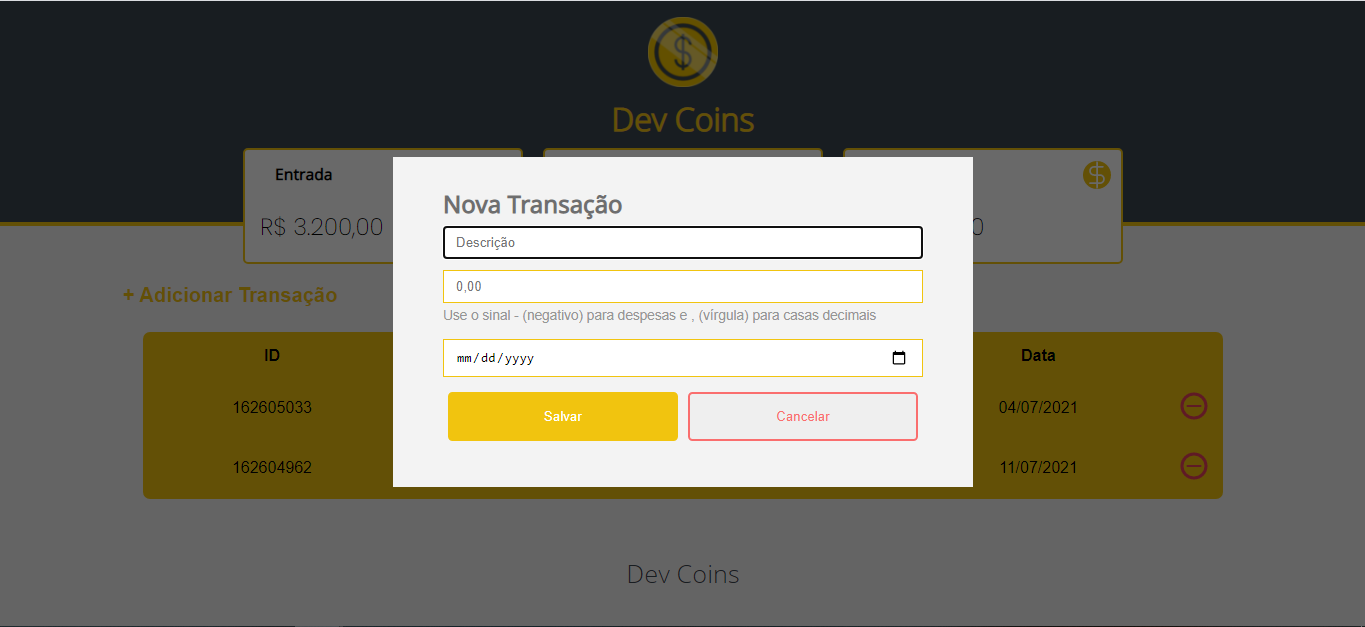 $
Dev Coins
Entrada
$
R$ 3.200,00
0
+ Adicionar Transação
Nova Transação
Descrição
0,00
Use o sinal - (negativo) para despesas e , (vírgula) para casas decimais
mm/dd/yyyy
Salvar
Cancelar
ID
Data
162605033
04/07/2021
162604962
11/07/2021
Dev Coins